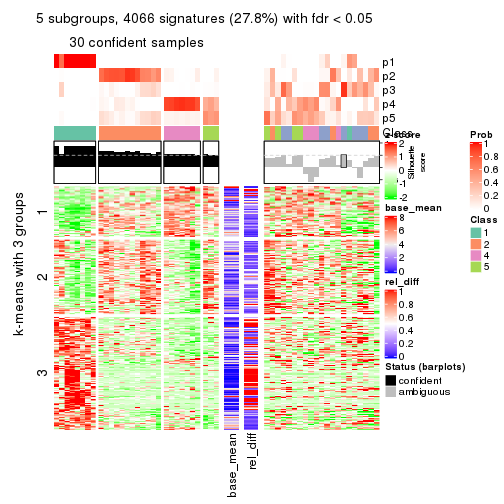 5 subgroups, 4066 signatures (27.8%) with fdr < 0.05
30 confident samples
p1
p2
p3
p4
p5
Class
z-score
2
1
0
-1
-2
Silhouette
score
Prob
1
0.8
0.6
0.4
0.2
0
base_mean
8
6
4
2
0
Class
1
2
4
5
rel_diff
1
0.8
0.6
0.4
0.2
0
Status (barplots)
confident
ambiguous
k-means with 3 groups
1
2
3
base_mean
rel_diff